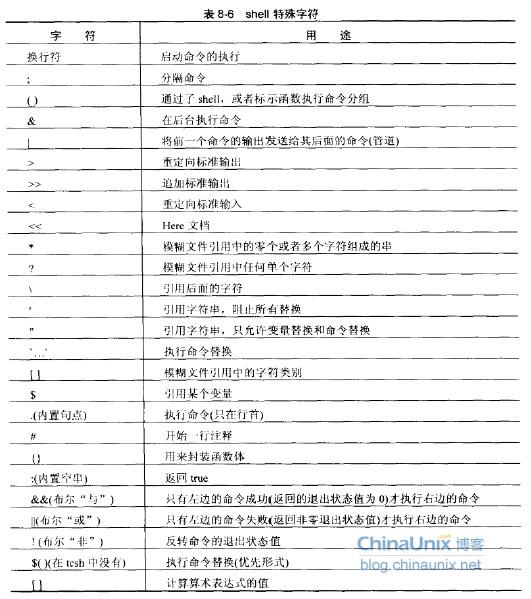 表 8-6 shell 特殊字符
字 符 用 途
换行符 启动命令的执行
; 分隔命令
( ) 通过了 shell，或者标示函数执行命令分组
& 在后台执行命令
| 将前一个命令的输出发送给其后面的命令(管道)
> 重定向标准输出
>> 追加标准输出
< 重定向标准输入
<< Here 文档
* 模糊文件引用中的零个或者多个字符组成的串
? 模糊文件引用中任何单个字符
\ 引用后面的字符
' 引用字符串，阻止所有替换
" 引用字符串，只允许变量替换和命令替换
`...` 执行命令替换
[ ] 模糊文件引用中的字符类别
$ 引用某个变量
.(内置句点) 执行命令(只在行首)
# 开始一行注释
{} 用来封装函数体
:(内置空串) 返回 true
&&(布尔“与”) 只有左边的命令成功(返回的退出状态值为 0)才执行右边的命令
||(布尔“或”) 只有左边的命令失败(返回非零退出状态值)才执行右边的命令
! (布尔“非”) 反转命令的退出状态值
$( )(在 tcsh 中没有) 执行命令替换(优先形式)
[ ] 计算算术表达式的值
ChinaUnix 博客
blog.chinaunix.net